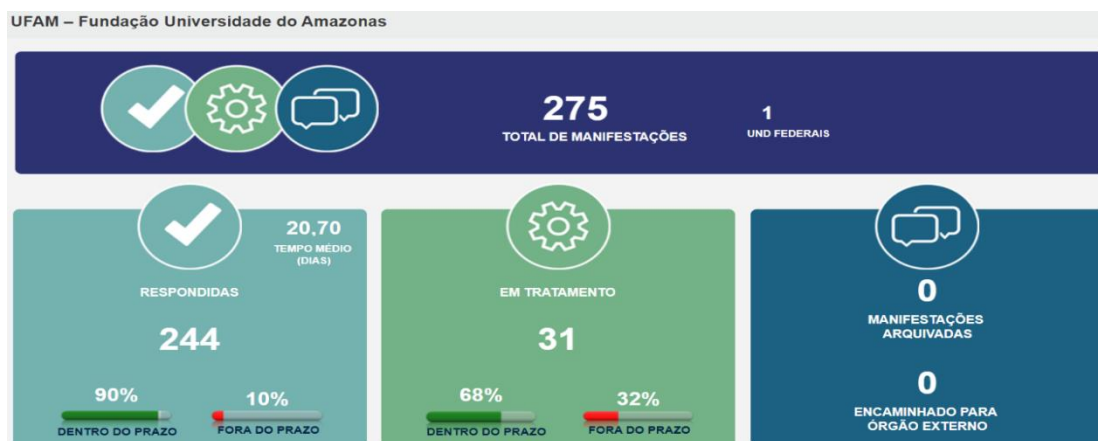 UFAM – Fundação Universidade do Amazonas
275
TOTAL DE MANIFESTAÇÕES
1
UND FEDERAIS
20,70
TEMPO MÉDIO
(DIAS)
RESPONDIDAS
244
90%
DENTRO DO PRAZO
10%
FORA DO PRAZO
EM TRATAMENTO
31
68%
DENTRO DO PRAZO
32%
FORA DO PRAZO
0
MANIFESTAÇÕES
ARQUIVADAS
0
ENCAMINHADO PARA
ÓRGÃO EXTERNO